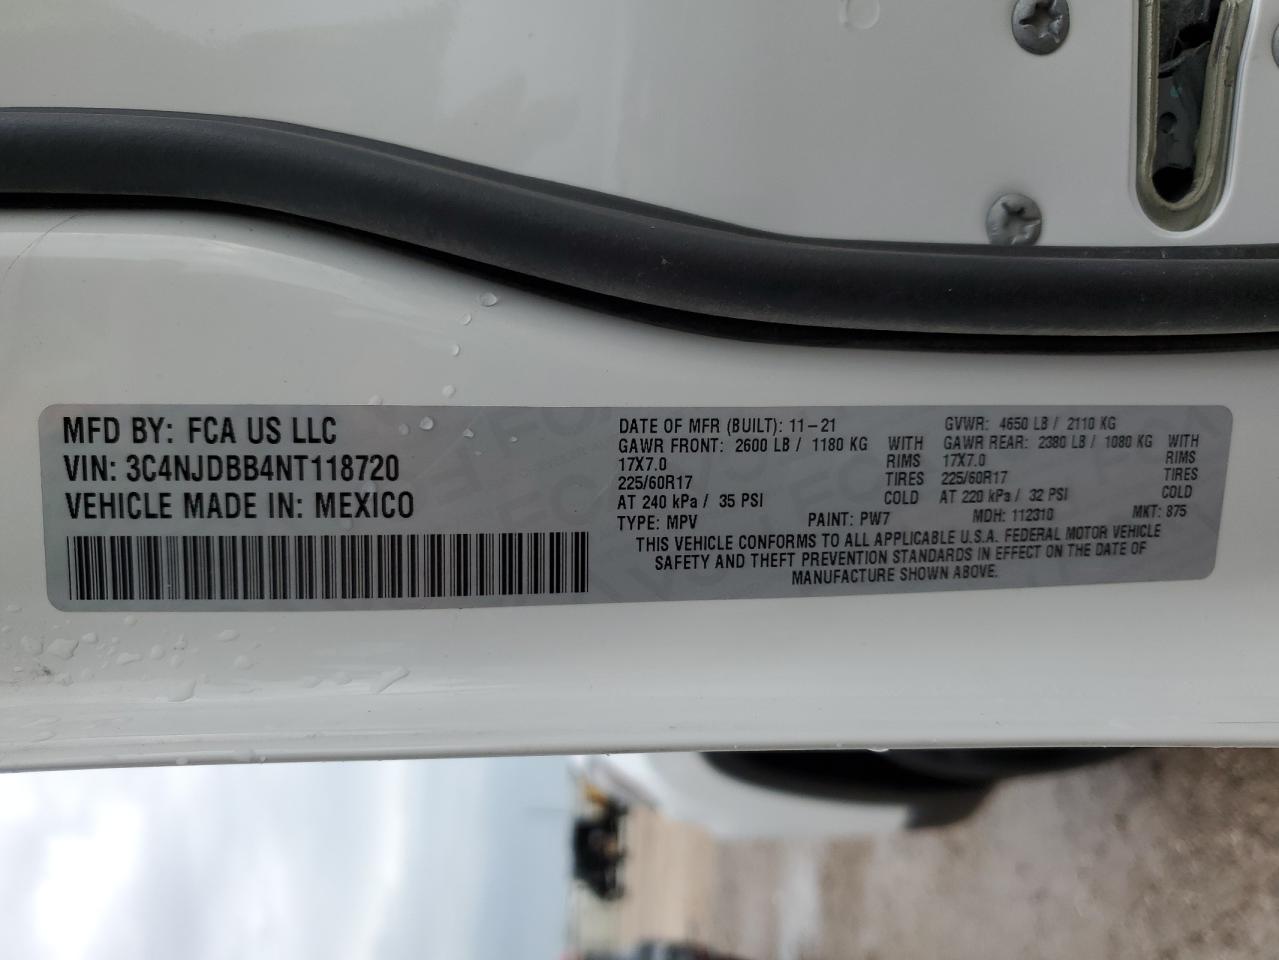 MFD BY: FCA US LLC
VIN: 3C4NJDBB4NT118720
VEHICLE MADE IN: MEXICO
DATE OF MFR (BUILT): 11-21
GAWR FRONT: 2600 LB / 1180 KG WITH
17X7.0 RIMS
225/60R17 TIRES
AT 240 kPa / 35 PSI COLD
GVWR: 4650 LB / 2110 KG
GAWR REAR: 2380 LB / 1080 KG WITH
17X7.0 RIMS
225/60R17 TIRES
AT 220 kPa / 32 PSI COLD
TYPE: MPV PAINT: PW7 MDH: 112310 MKT: 875
THIS VEHICLE CONFORMS TO ALL APPLICABLE U.S.A. FEDERAL MOTOR VEHICLE
SAFETY AND THEFT PREVENTION STANDARDS IN EFFECT ON THE DATE OF
MANUFACTURE SHOWN ABOVE.